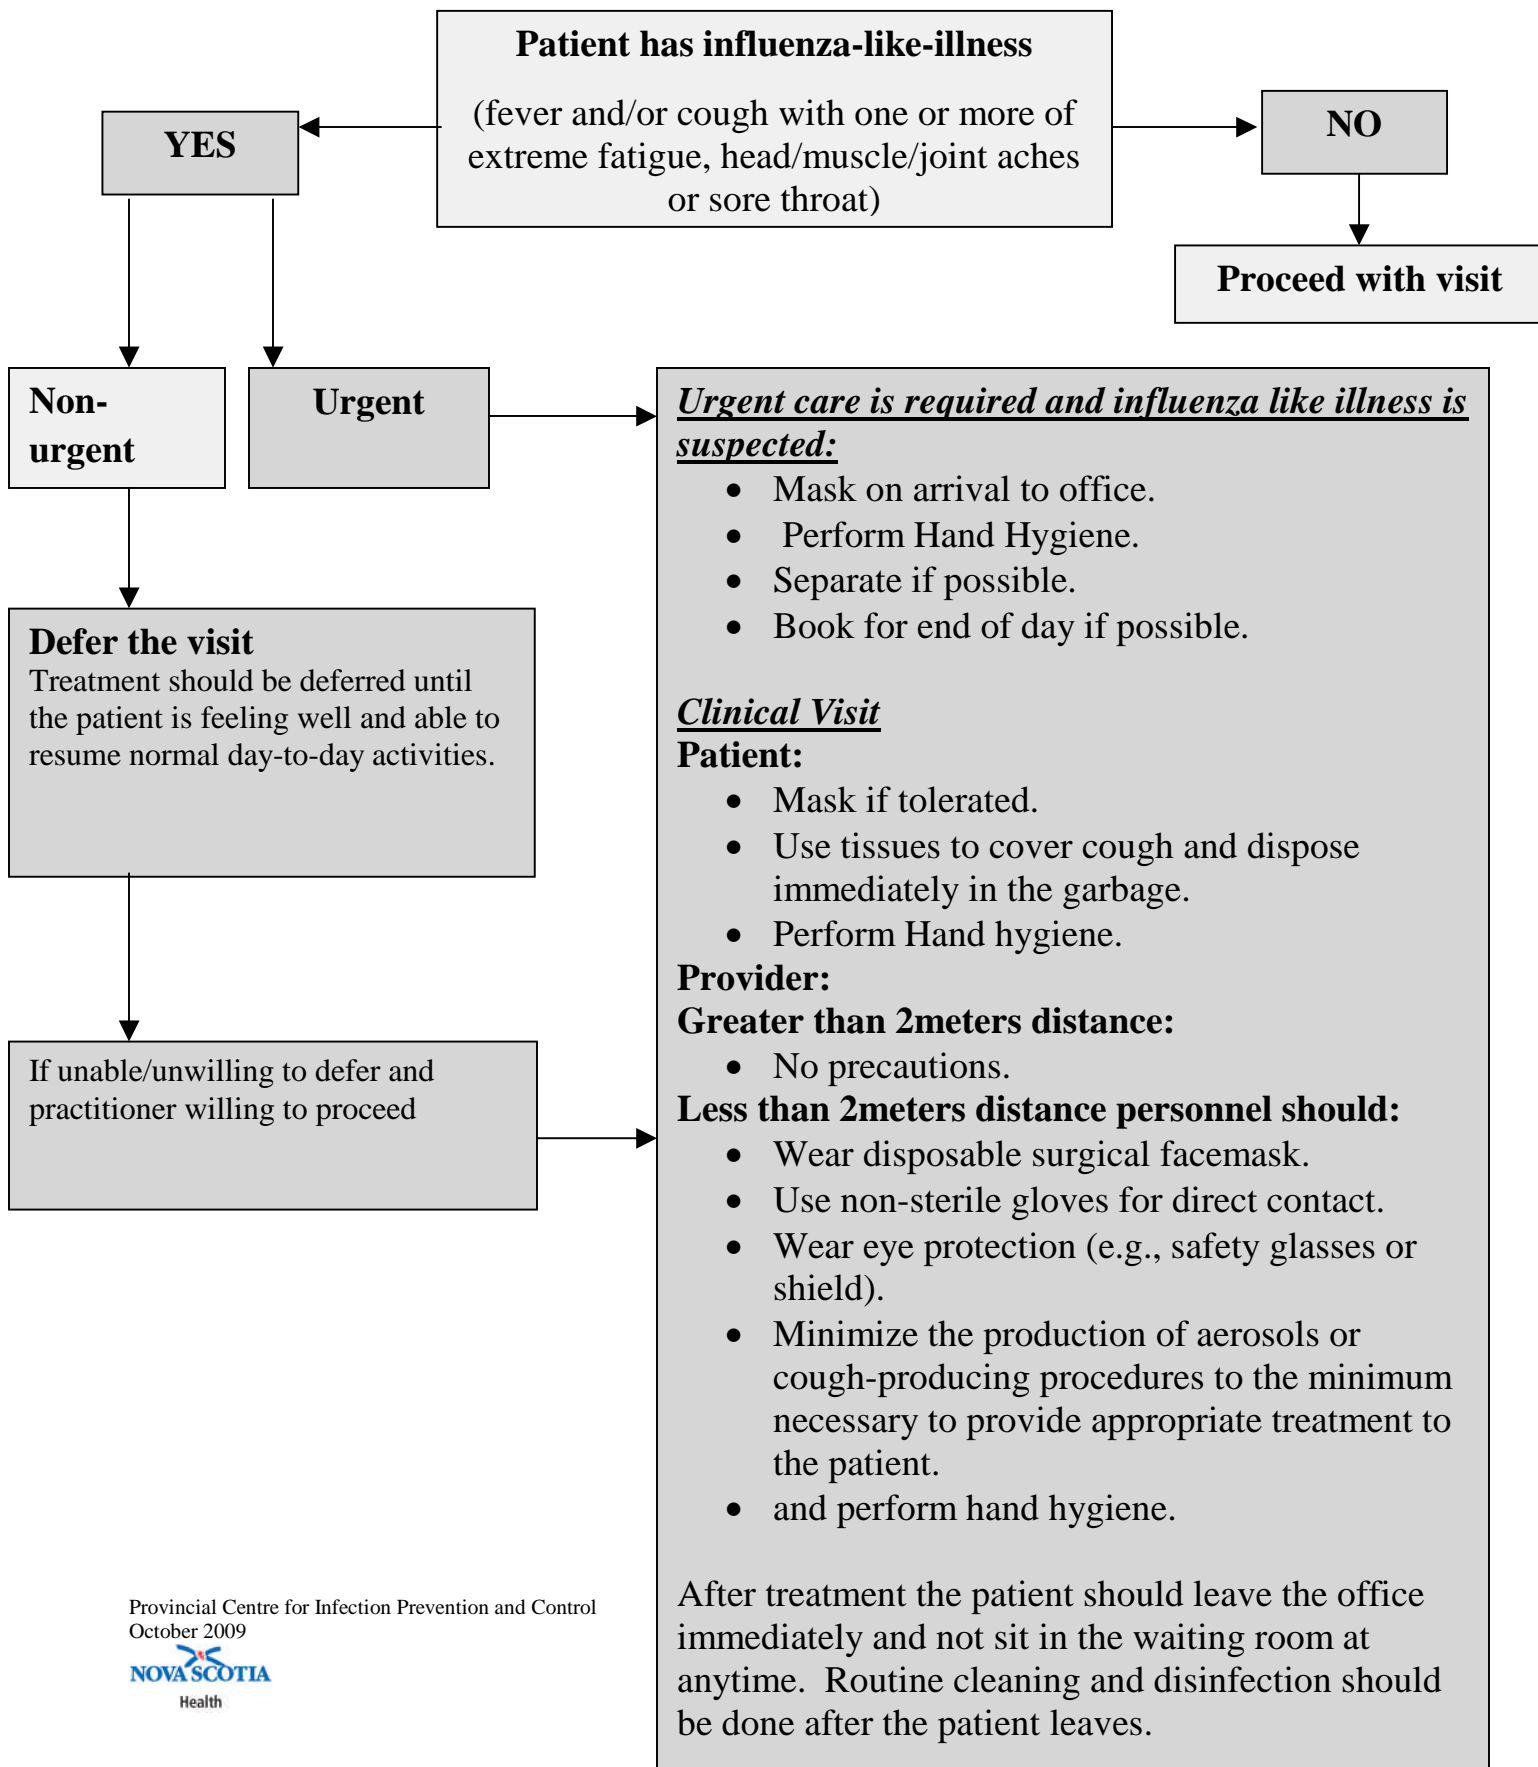 Patient has influenza-like-illness
(fever and/or cough with one or more of
extreme fatigue, head/muscle/joint aches
or sore throat)
YES
NO
Proceed with visit
Non-
urgent
Urgent
Defer the visit
Treatment should be deferred until
the patient is feeling well and able to
resume normal day-to-day activities.
If unable/unwilling to defer and
practitioner willing to proceed
Urgent care is required and influenza like illness is
suspected:
• Mask on arrival to office.
• Perform Hand Hygiene.
• Separate if possible.
• Book for end of day if possible.
Clinical Visit
Patient:
• Mask if tolerated.
• Use tissues to cover cough and dispose
immediately in the garbage.
• Perform Hand hygiene.
Provider:
Greater than 2meters distance:
• No precautions.
Less than 2meters distance personnel should:
• Wear disposable surgical facemask.
• Use non-sterile gloves for direct contact.
• Wear eye protection (e.g., safety glasses or
shield).
• Minimize the production of aerosols or
cough-producing procedures to the minimum
necessary to provide appropriate treatment to
the patient.
• and perform hand hygiene.
After treatment the patient should leave the office
immediately and not sit in the waiting room at
anytime.  Routine cleaning and disinfection should
be done after the patient leaves.
Provincial Centre for Infection Prevention and Control
October 2009
NOVA SCOTIA
Health